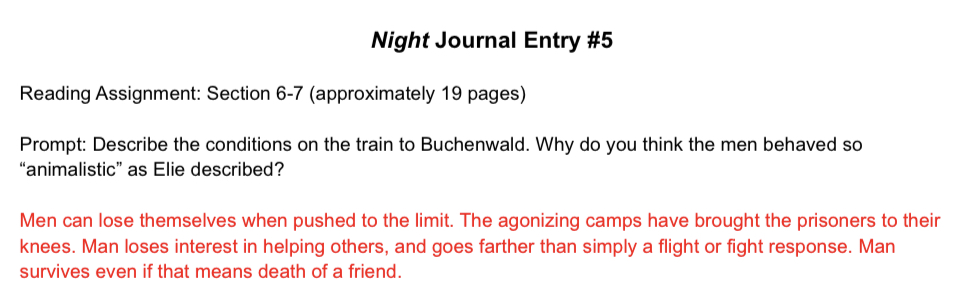 Night Journal Entry #5
Reading Assignment: Section 6-7 (approximately 19 pages)
Prompt: Describe the conditions on the train to Buchenwald. Why do you think the men behaved so
“animalistic” as Elie described?
Men can lose themselves when pushed to the limit. The agonizing camps have brought the prisoners to their
knees. Man loses interest in helping others, and goes farther than simply a flight or fight response. Man
survives even if that means death of a friend.